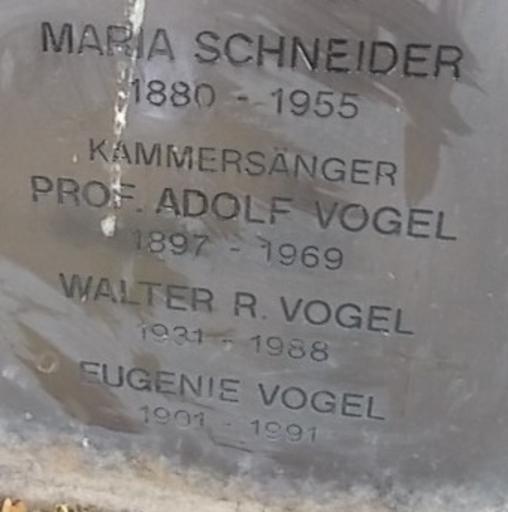 MARIA SCHNEIDER
1880 - 1955
KAMMERSÄNGER
PROF. ADOLF VOGEL
1897 - 1969
WALTER R. VOGEL
1931 - 1988
EUGENIE VOGEL
1901 - 1991